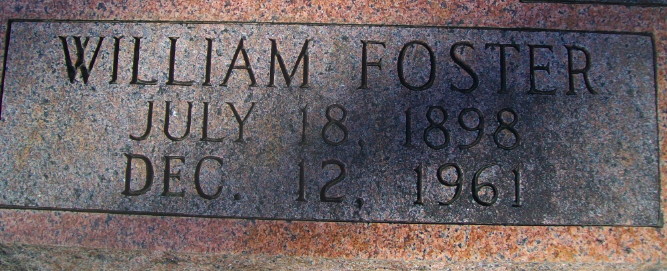 WILLIAM FOSTER
JULY 18, 1898
DEC. 12, 1961